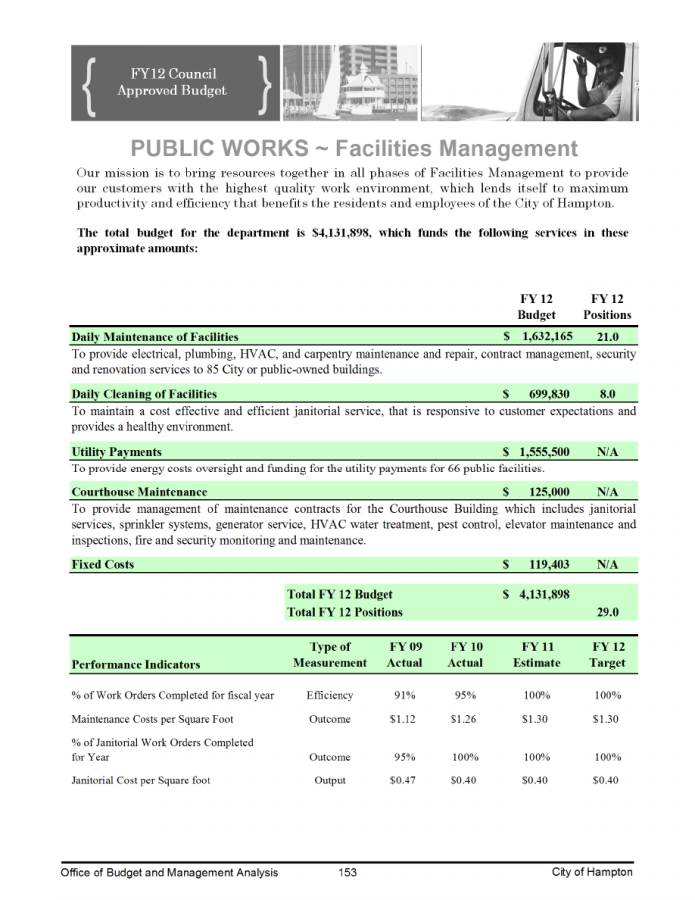 FY12 Council
Approved Budget
PUBLIC WORKS ~ Facilities Management
Our mission is to bring resources together in all phases of Facilities Management to provide
our customers with the highest quality work environment, which lends itself to maximum
productivity and efficiency that benefits the residents and employees of the City of Hampton.
The total budget for the department is $4,131,898, which funds the following services in these
approximate amounts:
FY 12 FY 12
Budget Positions
Daily Maintenance of Facilities $ 1,632,165 21.0
To provide electrical, plumbing, HVAC, and carpentry maintenance and repair, contract management, security
and renovation services to 85 City or public-owned buildings.
Daily Cleaning of Facilities $ 699,830 8.0
To maintain a cost effective and efficient janitorial service, that is responsive to customer expectations and
provides a healthy environment.
Utility Payments $ 1,555,500 N/A
To provide energy costs oversight and funding for the utility payments for 66 public facilities.
Courthouse Maintenance $ 125,000 N/A
To provide management of maintenance contracts for the Courthouse Building which includes janitorial
services, sprinkler systems, generator service, HVAC water treatment, pest control, elevator maintenance and
inspections, fire and security monitoring and maintenance.
Fixed Costs $ 119,403 N/A
Total FY 12 Budget $ 4,131,898
Total FY 12 Positions 29.0
Type of FY 09 FY 10 FY 11 FY 12
Performance Indicators Measurement Actual Actual Estimate Target
% of Work Orders Completed for fiscal year Efficiency 91% 95% 100% 100%
Maintenance Costs per Square Foot Outcome $1.12 $1.26 $1.30 $1.30
% of Janitorial Work Orders Completed
for Year Outcome 95% 100% 100% 100%
Janitorial Cost per Square foot Output $0.47 $0.40 $0.40 $0.40
Office of Budget and Management Analysis 153 City of Hampton